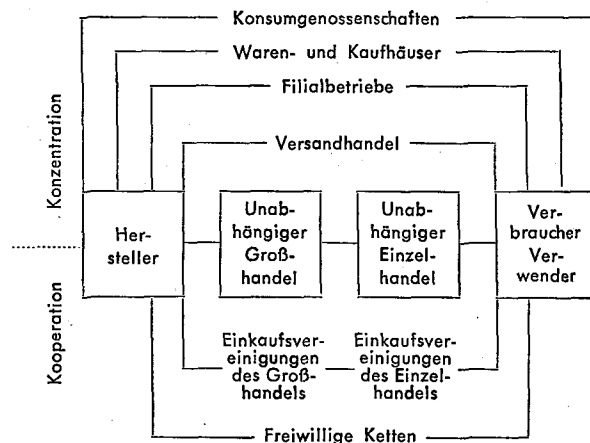 Konsumgenossenschaften
Waren- und Kaufhäuser
Filialbetriebe
Versandhandel
Konzentration
Kooperation
Her-
steller
Unab-
hängiger
Groß-
handel
Unab-
hängiger
Einzel-
handel
Ver-
braucher
Ver-
wender
Einkaufsver-
einigungen
des Groß-
handels
Einkaufsver-
einigungen
des Einzel-
handels
Freiwillige Ketten